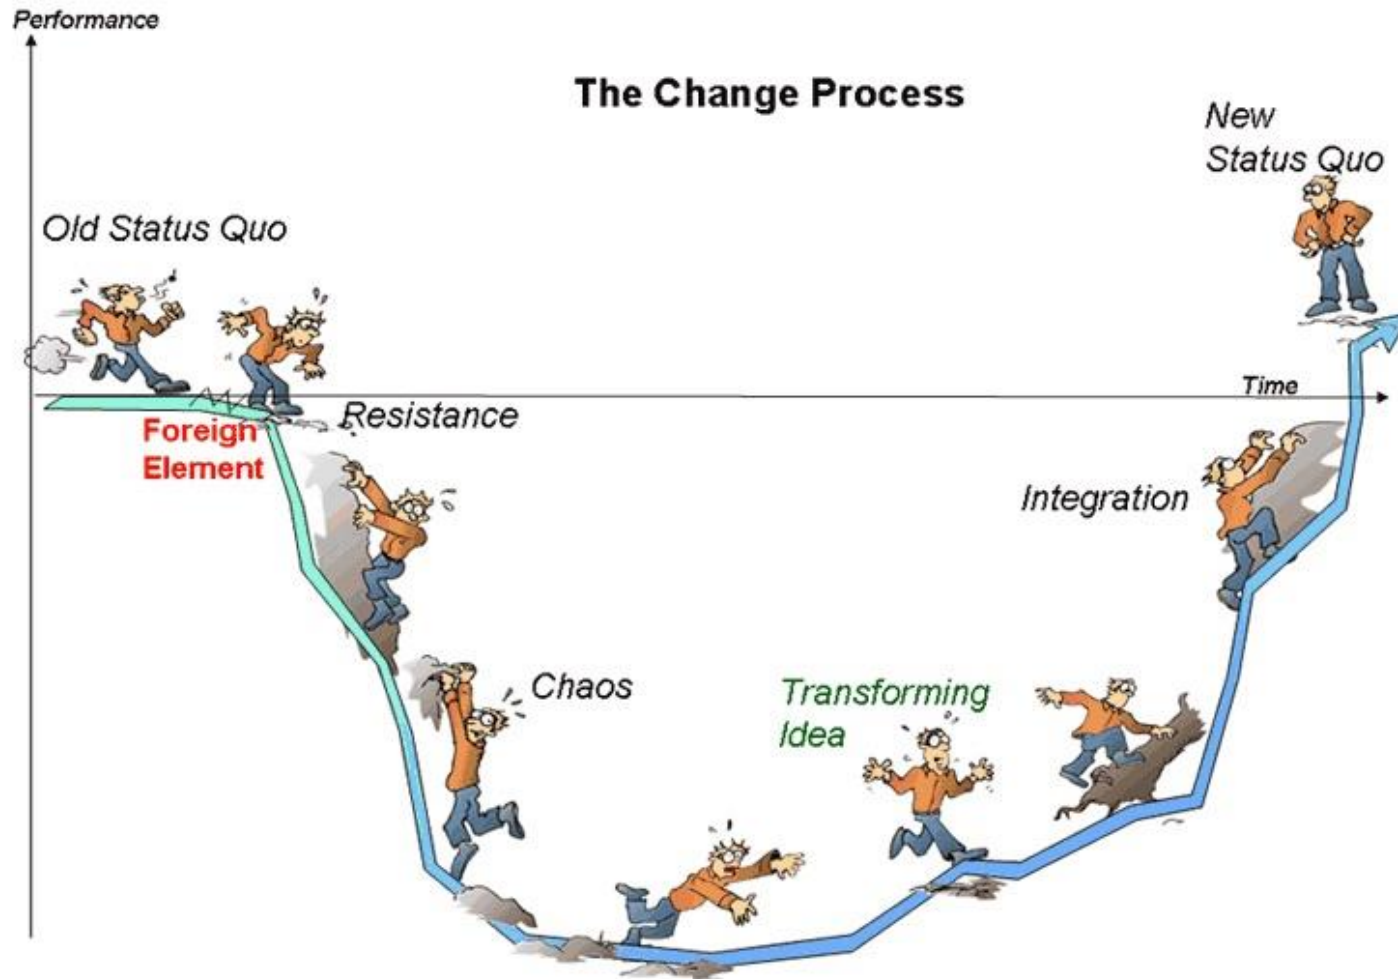 Performance
The Change Process
New
Status Quo
Old Status Quo
Time
Resistance
Foreign
Element
Integration
Chaos
Transforming
Idea